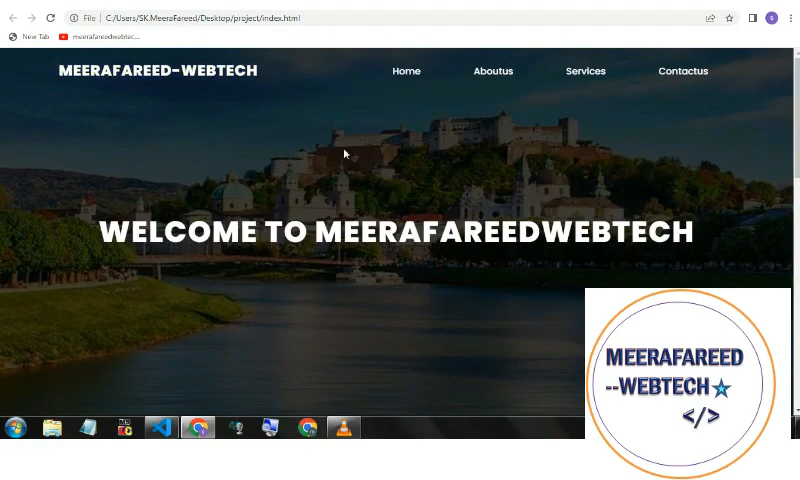 File
C:/Users/SK.MeeraFareed/Desktop/project/index.html
S
New Tab
meerafareedwebtec...
MEERAFAREED-WEBTECH
Home
Aboutus
Services
Contactus
WELCOME TO MEERAFAREEDWEBTECH
MEERAFAREED
--WEBTECH
</>